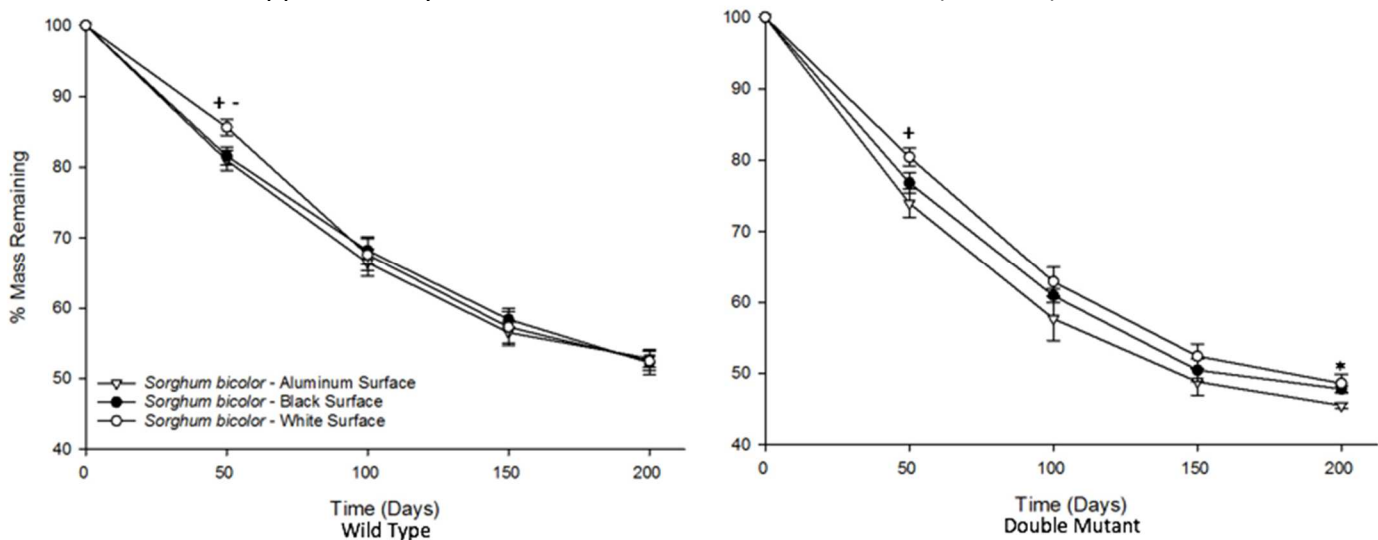 100
90
80
70
60
50
40
% Mass Remaining
+ -
Sorghum bicolor - Aluminum Surface
Sorghum bicolor - Black Surface
Sorghum bicolor - White Surface
0 50 100 150 200
Time (Days)
Wild Type
100
90
80
70
60
50
40
+
*
0 50 100 150 200
Time (Days)
Double Mutant